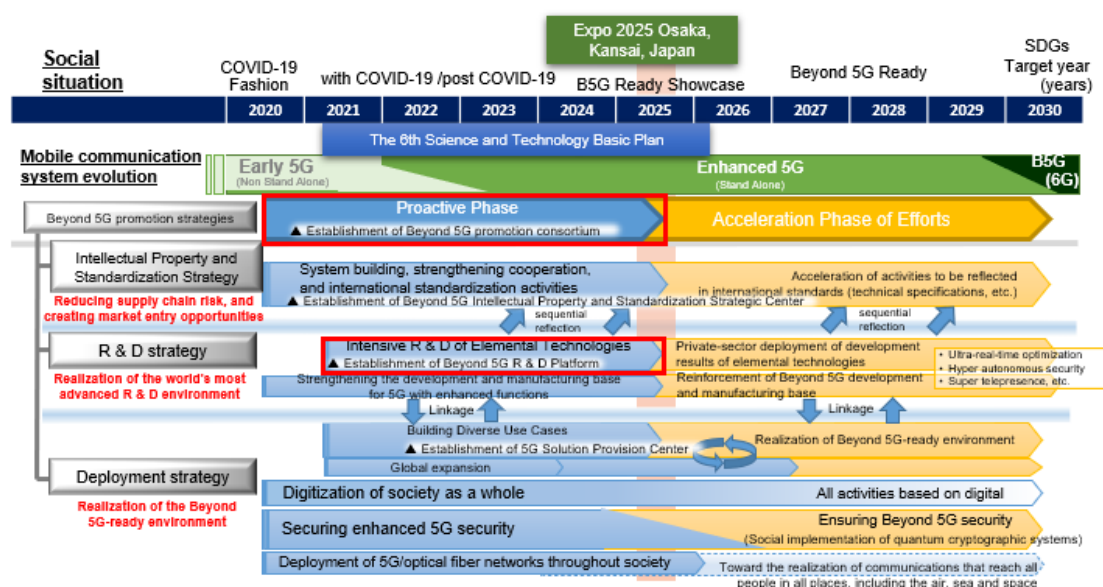 Expo 2025 Osaka,
Kansai, Japan
Social
situation
COVID-19
Fashion
with COVID-19 /post COVID-19
B5G Ready Showcase
Beyond 5G Ready
SDGs
Target year
(years)
2020 2021 2022 2023 2024 2025 2026 2027 2028 2029 2030
The 6th Science and Technology Basic Plan
Mobile communication
system evolution
Early 5G
(Non Stand Alone)
Enhanced 5G
(Stand Alone)
B5G
(6G)
Beyond 5G promotion strategies
Proactive Phase
▲ Establishment of Beyond 5G promotion consortium
Acceleration Phase of Efforts
Intellectual Property and
Standardization Strategy
Reducing supply chain risk, and
creating market entry opportunities
System building, strengthening cooperation,
and international standardization activities
▲ Establishment of Beyond 5G Intellectual Property and Standardization Strategic Center
Acceleration of activities to be reflected
in international standards (technical specifications, etc.)
sequential
reflection
sequential
reflection
R & D strategy
Realization of the world's most
advanced R & D environment
Intensive R & D of Elemental Technologies
▲ Establishment of Beyond 5G R & D Platform
Private-sector deployment of development
results of elemental technologies
• Ultra-real-time optimization
• Hyper autonomous security
• Super telepresence, etc.
Strengthening the development and manufacturing base
for 5G with enhanced functions
Reinforcement of Beyond 5G development
and manufacturing base
Linkage
Linkage
Building Diverse Use Cases
▲ Establishment of 5G Solution Provision Center
Realization of Beyond 5G-ready environment
Global expansion
Deployment strategy
Realization of the Beyond
5G-ready environment
Digitization of society as a whole
All activities based on digital
Securing enhanced 5G security
Ensuring Beyond 5G security
(Social implementation of quantum cryptographic systems)
Deployment of 5G/optical fiber networks throughout society
Toward the realization of communications that reach all
people in all places, including the air, sea and space